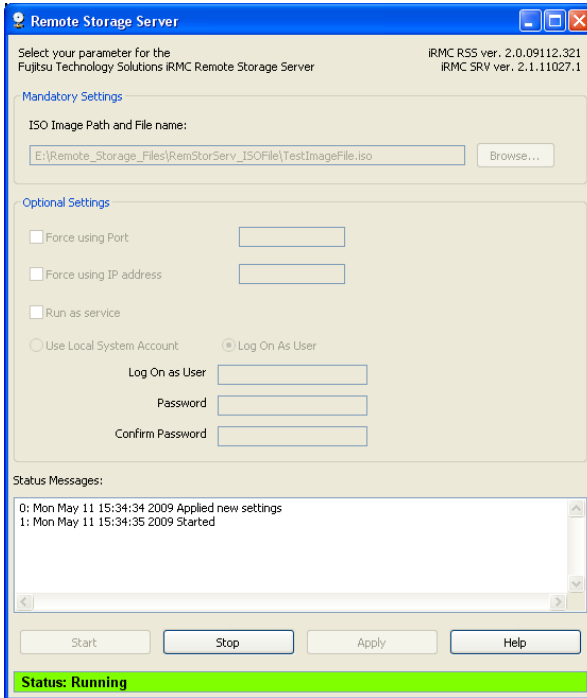 Remote Storage Server
Select your parameter for the
Fujitsu Technology Solutions iRMC Remote Storage Server
iRMC RSS ver. 2.0.09112.321
iRMC SRV ver. 2.1.11027.1
Mandatory Settings
ISO Image Path and File name:
E:\Remote_Storage_Files\RemStorServ_ISOFile\TestImageFile.iso
Browse...
Optional Settings
Force using Port
Force using IP address
Run as service
Use Local System Account
Log On As User
Log On as User
Password
Confirm Password
Status Messages:
0: Mon May 11 15:34:34 2009 Applied new settings
1: Mon May 11 15:34:35 2009 Started
Start
Stop
Apply
Help
Status: Running